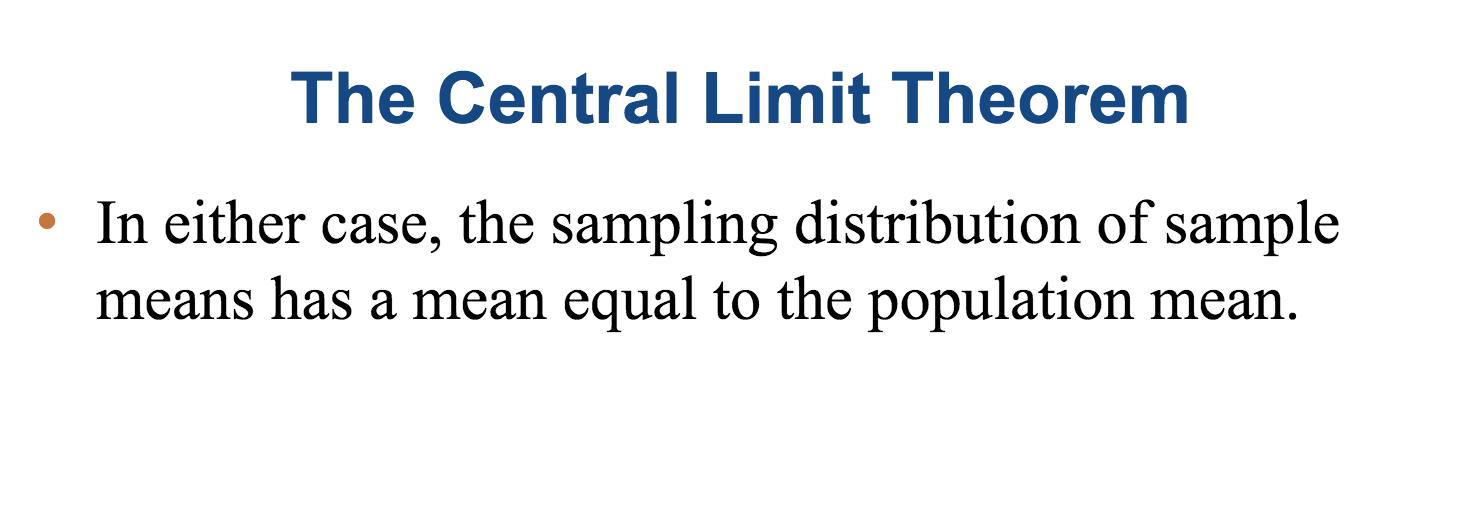 The Central Limit Theorem
• In either case, the sampling distribution of sample
means has a mean equal to the population mean.